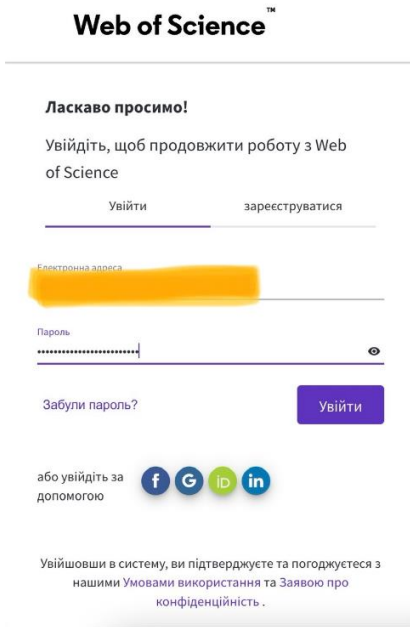 Web of Science™
Ласкаво просимо!
Увійдіть, щоб продовжити роботу з Web
of Science
Увійти зареєструватися
Електронна адреса
Пароль
Забули пароль? Увійти
або увійдіть за
допомогою
f G iD in
Увійшовши в систему, ви підтверджуєте та погоджуєтеся з
нашими Умовами використання та Заявою про
конфіденційність .